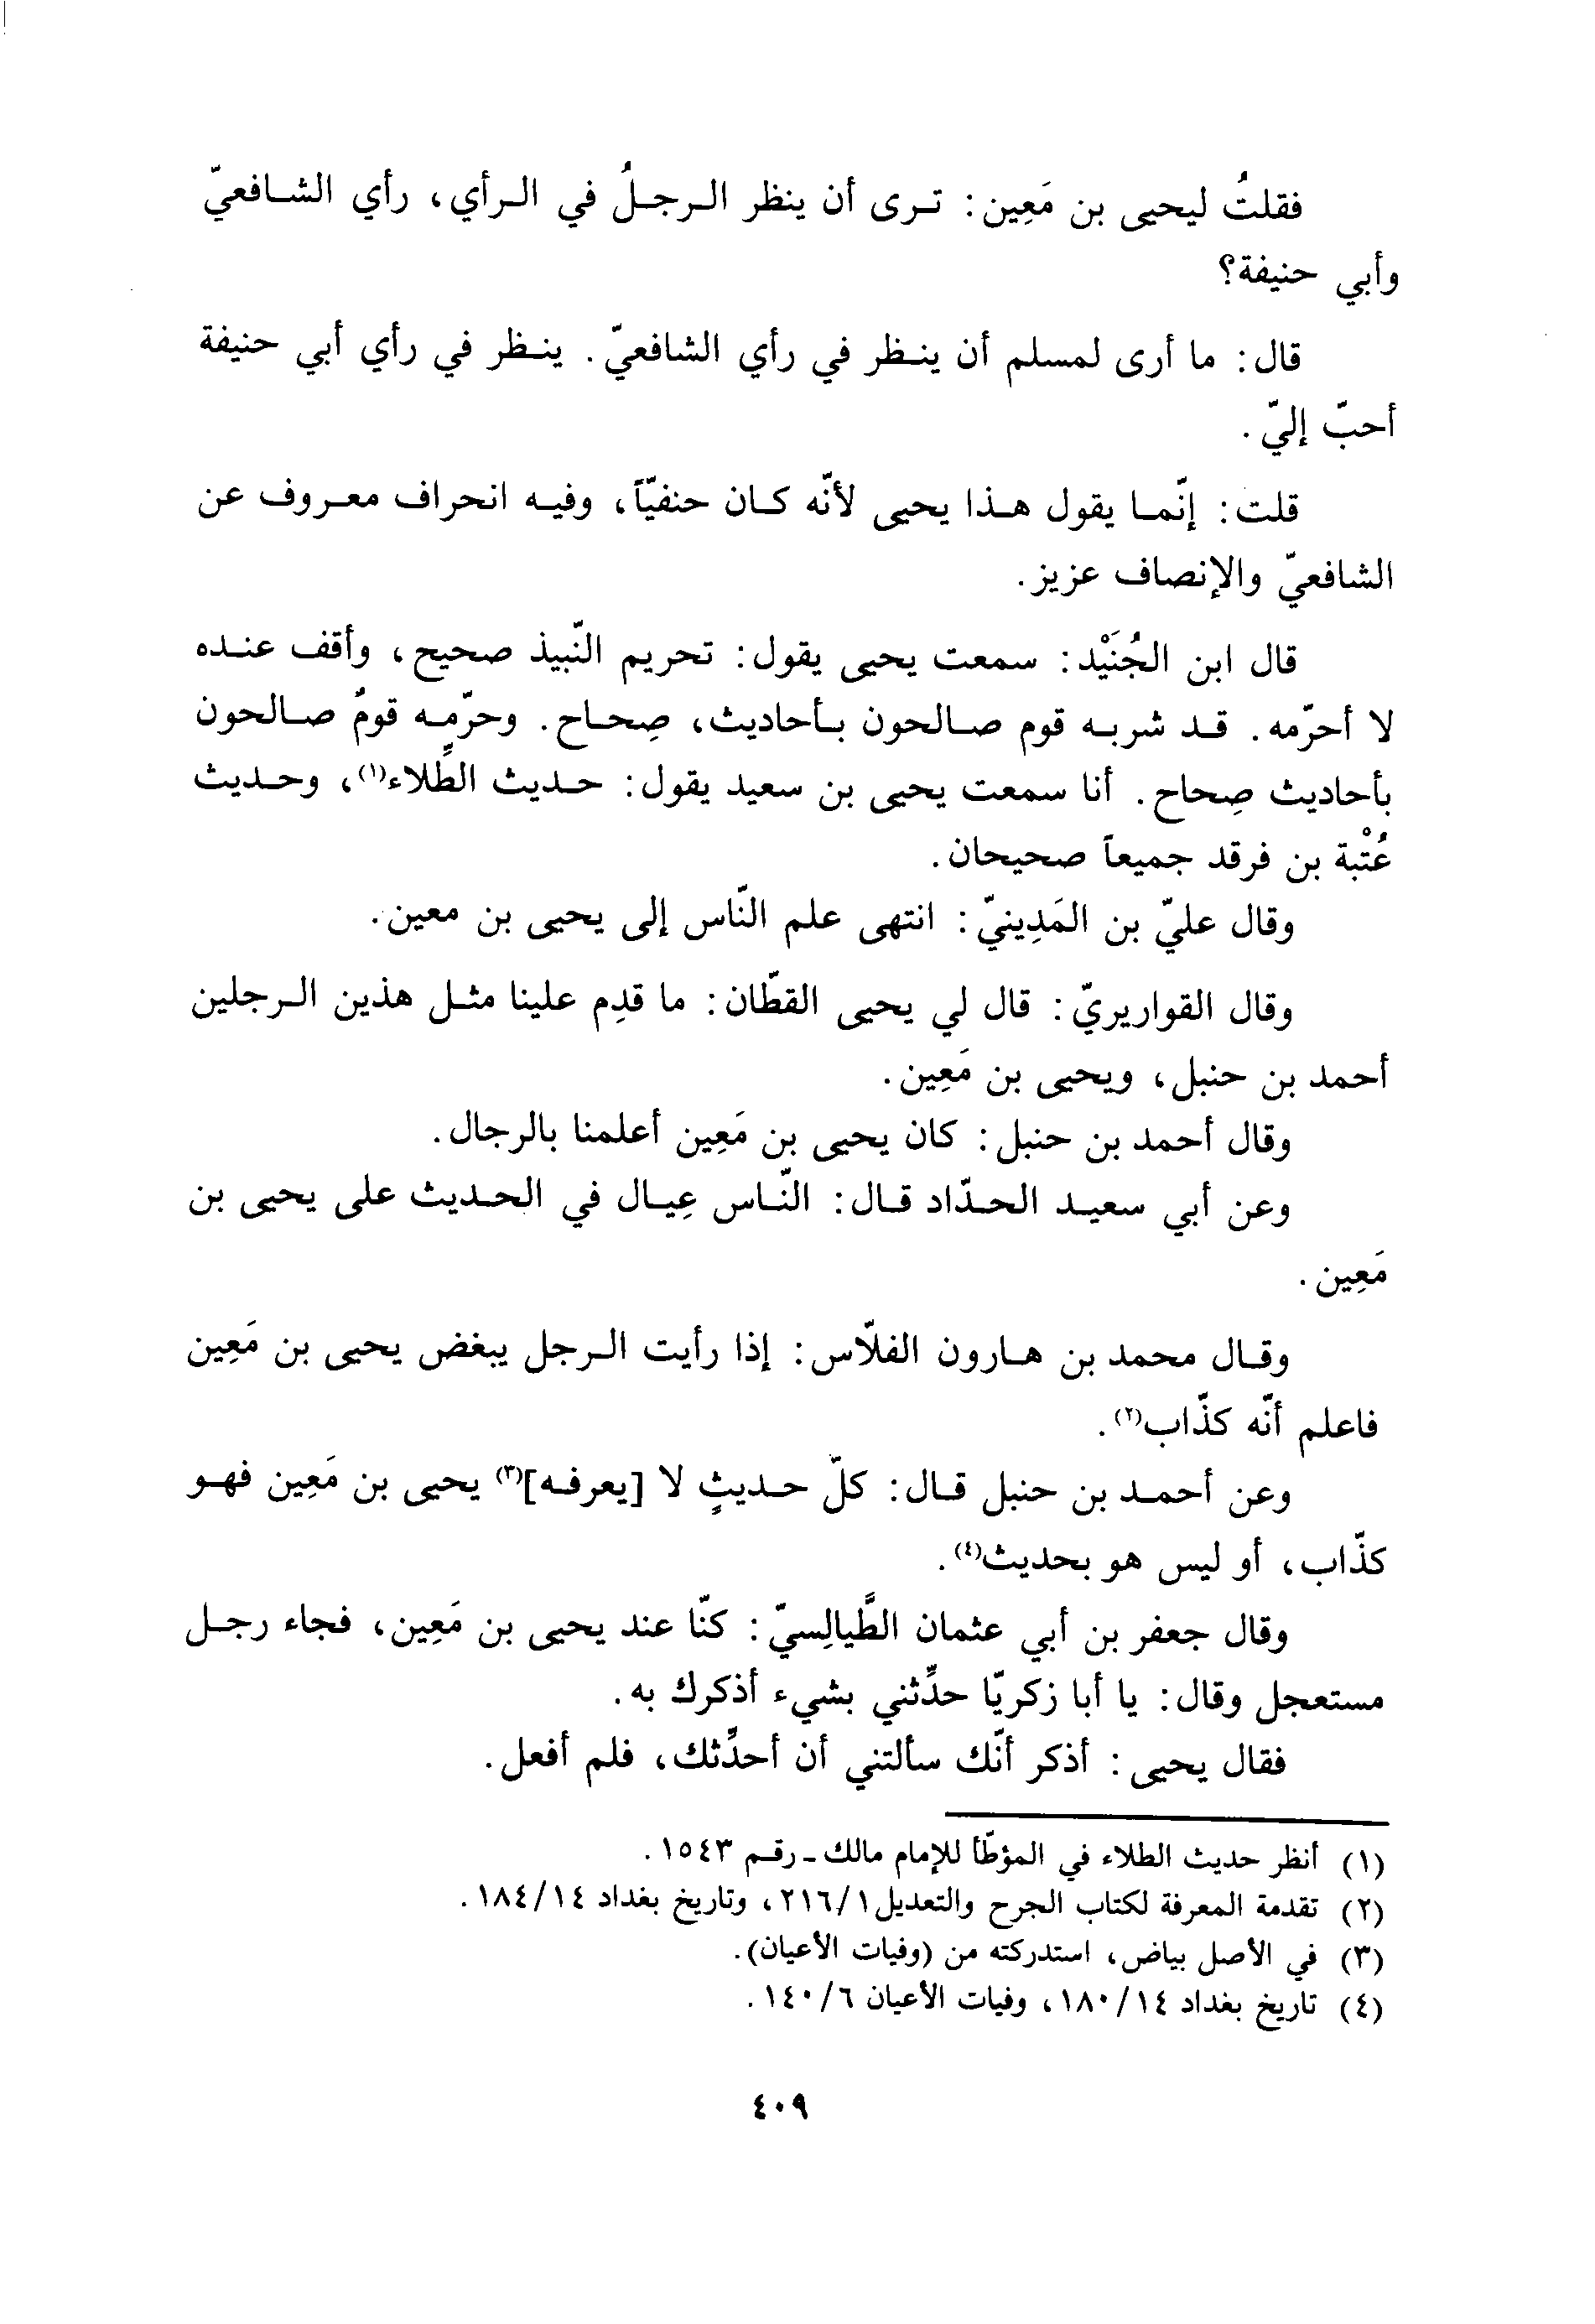 فقلتُ ليحيى بن مَعِين: ترى أن ينظر الرجلُ في الرأي، رأي الشافعيّ
وأبي حنيفة؟
قال: ما أرى لمسلم أن ينظر في رأي الشافعيّ. ينظر في رأي أبي حنيفة
أحبّ إليّ.
قلت: إنّما يقول هذا يحيى لأنّه كان حنفيّاً، وفيه انحراف معروف عن
الشافعيّ والإنصاف عزيز.
قال ابن الجُنَيْد: سمعت يحيى يقول: تحريم النّبيذ صحيح، وأقف عنده
لا أحرّمه. قد شربه قوم صالحون بأحاديث، صِحاح. وحرّمه قومٌ صالحون
بأحاديث صِحاح. أنا سمعت يحيى بن سعيد يقول: حديث الطِّلاء(١)، وحديث
عُتْبة بن فرقد جميعاً صحيحان.
وقال عليّ بن المَدِينيّ: انتهى علم النّاس إلى يحيى بن معين.
وقال القواريريّ: قال لي يحيى القطّان: ما قدِم علينا مثل هذين الرجلين
أحمد بن حنبل، ويحيى بن مَعِين.
وقال أحمد بن حنبل: كان يحيى بن مَعِين أعلمنا بالرجال.
وعن أبي سعيد الحدّاد قال: النّاس عِيال في الحديث على يحيى بن
مَعِين.
وقال محمد بن هارون الفلّاس: إذا رأيت الرجل يبغض يحيى بن مَعِين
فاعلم أنّه كذّاب(٢).
وعن أحمد بن حنبل قال: كلّ حديثٍ لا [يعرفه](٣) يحيى بن مَعِين فهو
كذّاب، أو ليس هو بحديث(٤).
وقال جعفر بن أبي عثمان الطَّيالِسيّ: كنّا عند يحيى بن مَعِين، فجاء رجل
مستعجل وقال: يا أبا زكريّا حدِّثني بشيء أذكرك به.
فقال يحيى: أذكر أنّك سألتني أن أحدِّثك، فلم أفعل.
(١) أنظر حديث الطلاء في المؤطّأ للإمام مالك - رقم ١٥٤٣.
(٢) تقدمة المعرفة لكتاب الجرح والتعديل ٢١٦/١، وتاريخ بغداد ١٨٤/١٤.
(٣) في الأصل بياض، استدركته من (وفيات الأعيان).
(٤) تاريخ بغداد ١٨٠/١٤، وفيات الأعيان ١٤٠/٦.
٤٠٩